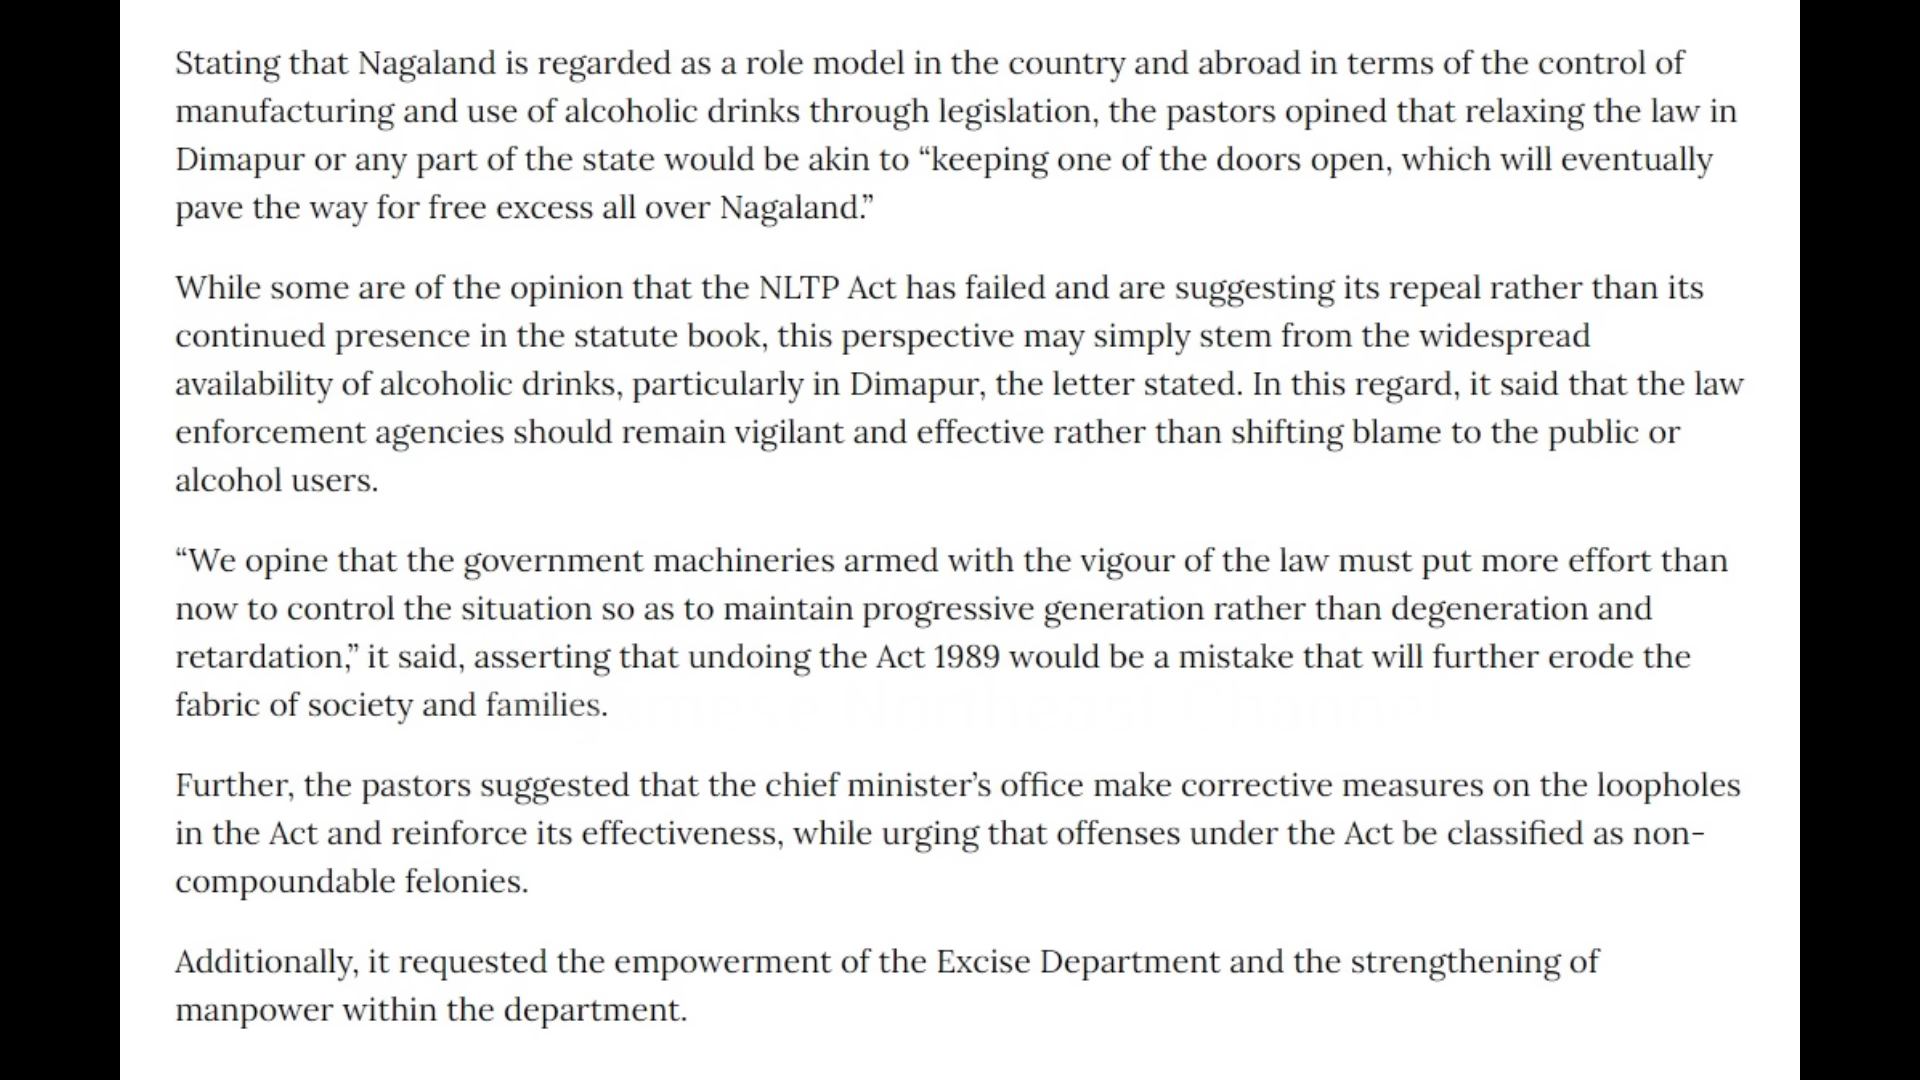 Stating that Nagaland is regarded as a role model in the country and abroad in terms of the control of
manufacturing and use of alcoholic drinks through legislation, the pastors opined that relaxing the law in
Dimapur or any part of the state would be akin to “keeping one of the doors open, which will eventually
pave the way for free excess all over Nagaland.”
While some are of the opinion that the NLTP Act has failed and are suggesting its repeal rather than its
continued presence in the statute book, this perspective may simply stem from the widespread
availability of alcoholic drinks, particularly in Dimapur, the letter stated. In this regard, it said that the law
enforcement agencies should remain vigilant and effective rather than shifting blame to the public or
alcohol users.
“We opine that the government machineries armed with the vigour of the law must put more effort than
now to control the situation so as to maintain progressive generation rather than degeneration and
retardation,” it said, asserting that undoing the Act 1989 would be a mistake that will further erode the
fabric of society and families.
Further, the pastors suggested that the chief minister’s office make corrective measures on the loopholes
in the Act and reinforce its effectiveness, while urging that offenses under the Act be classified as non-
compoundable felonies.
Additionally, it requested the empowerment of the Excise Department and the strengthening of
manpower within the department.